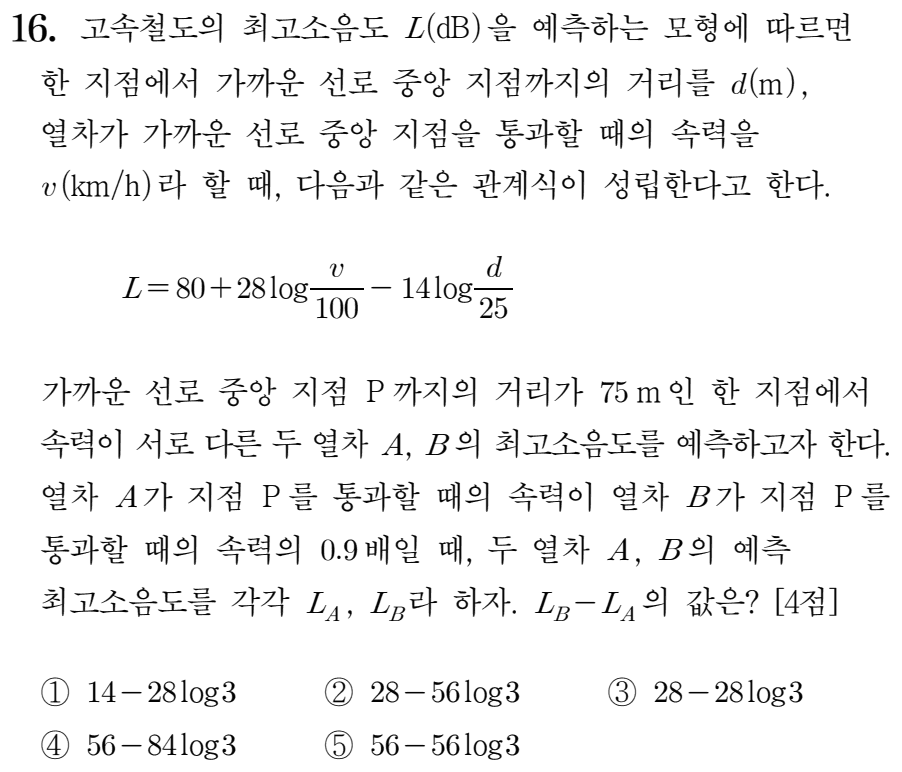 16. 고속철도의 최고소음도 L(dB)을 예측하는 모형에 따르면
한 지점에서 가까운 선로 중앙 지점까지의 거리를 d(m),
열차가 가까운 선로 중앙 지점을 통과할 때의 속력을
v(km/h)라 할 때, 다음과 같은 관계식이 성립한다고 한다.
L=80+28log\frac{v}{100}-14log\frac{d}{25}
가까운 선로 중앙 지점 P까지의 거리가 75 m인 한 지점에서
속력이 서로 다른 두 열차 A, B의 최고소음도를 예측하고자 한다.
열차 A가 지점 P를 통과할 때의 속력이 열차 B가 지점 P를
통과할 때의 속력의 0.9배일 때, 두 열차 A, B의 예측
최고소음도를 각각 L_A, L_B라 하자. L_B-L_A의 값은? [4점]
① 14-28log3 ② 28-56log3 ③ 28-28log3
④ 56-84log3 ⑤ 56-56log3